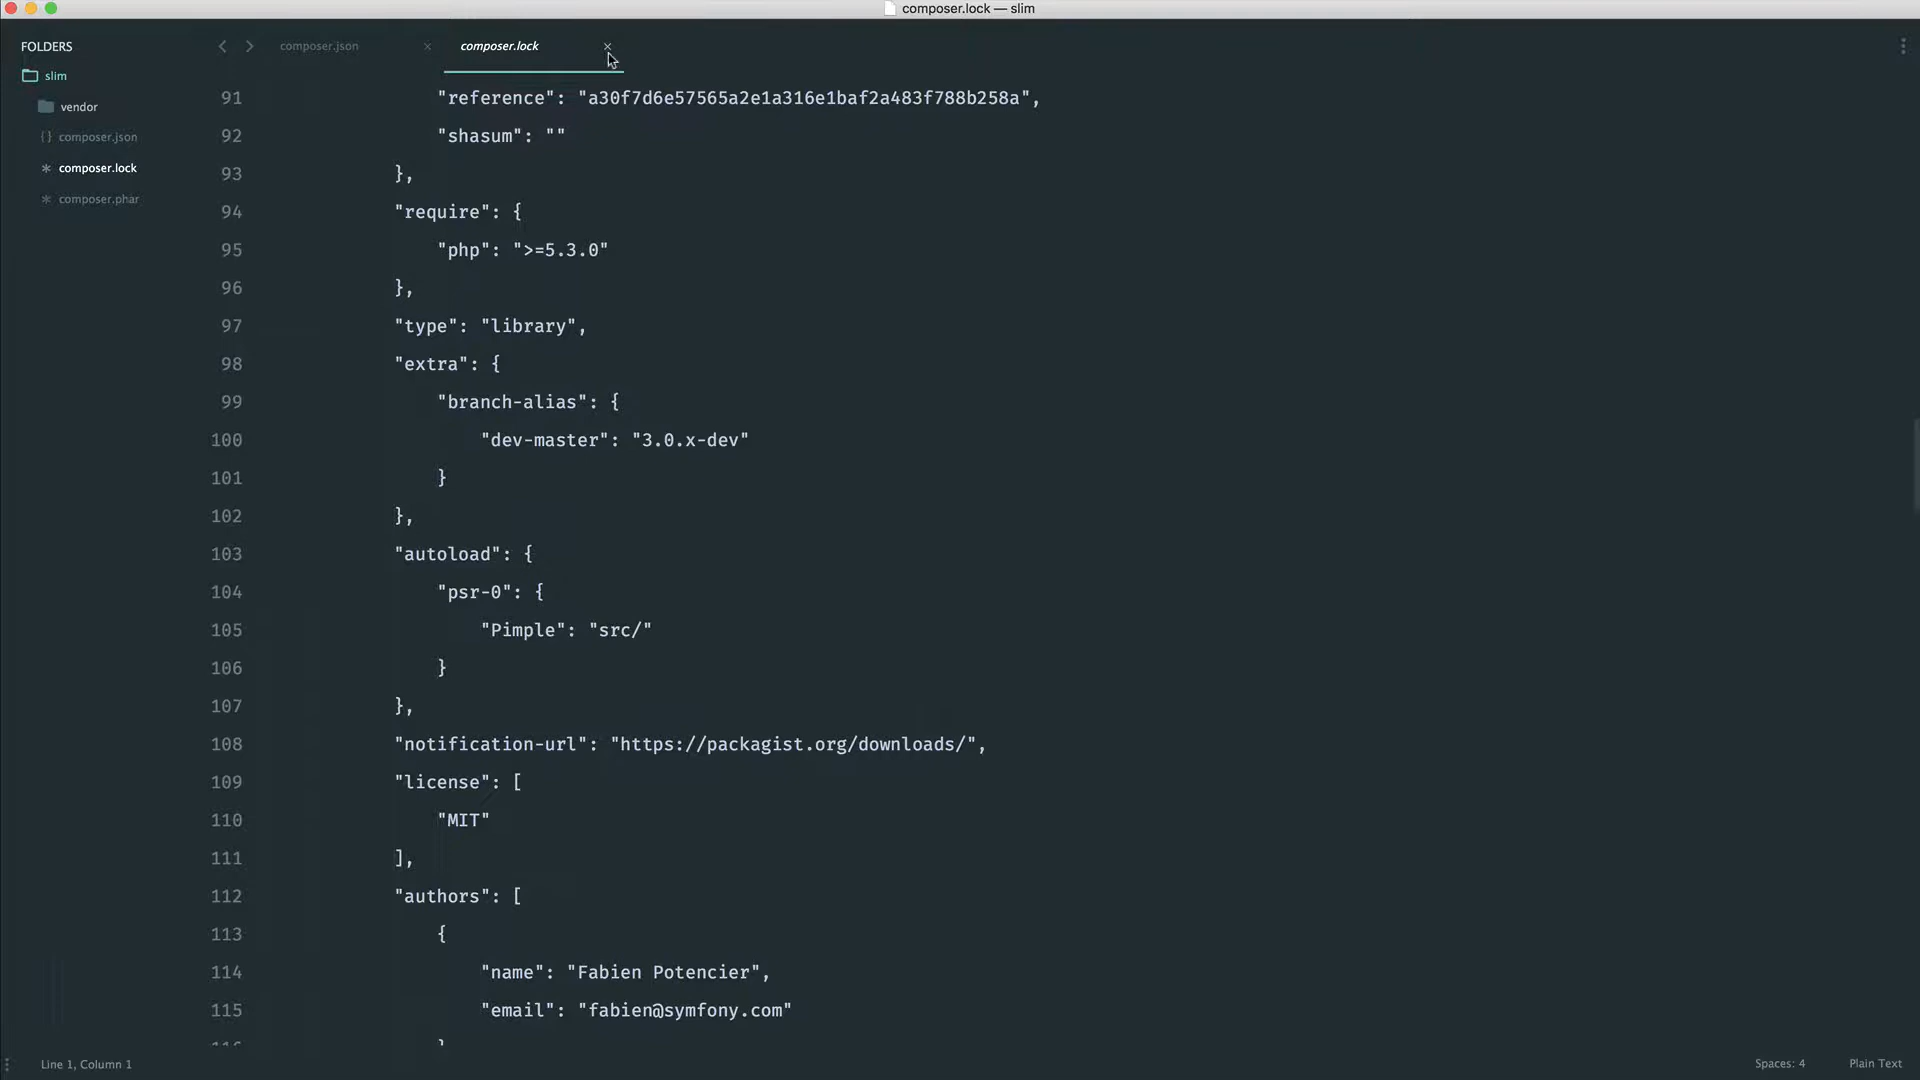 composer.lock — slim
FOLDERS
slim
vendor
composer.json
composer.lock
composer.phar
composer.json
composer.lock
91 "reference": "a30f7d6e57565a2e1a316e1baf2a483f788b258a",
92 "shasum": ""
93 },
94 "require": {
95 "php": ">=5.3.0"
96 },
97 "type": "library",
98 "extra": {
99 "branch-alias": {
100 "dev-master": "3.0.x-dev"
101 }
102 },
103 "autoload": {
104 "psr-0": {
105 "Pimple": "src/"
106 }
107 },
108 "notification-url": "https://packagist.org/downloads/",
109 "license": [
110 "MIT"
111 ],
112 "authors": [
113 {
114 "name": "Fabien Potencier",
115 "email": "fabien@symfony.com"
Line 1, Column 1
Spaces: 4
Plain Text